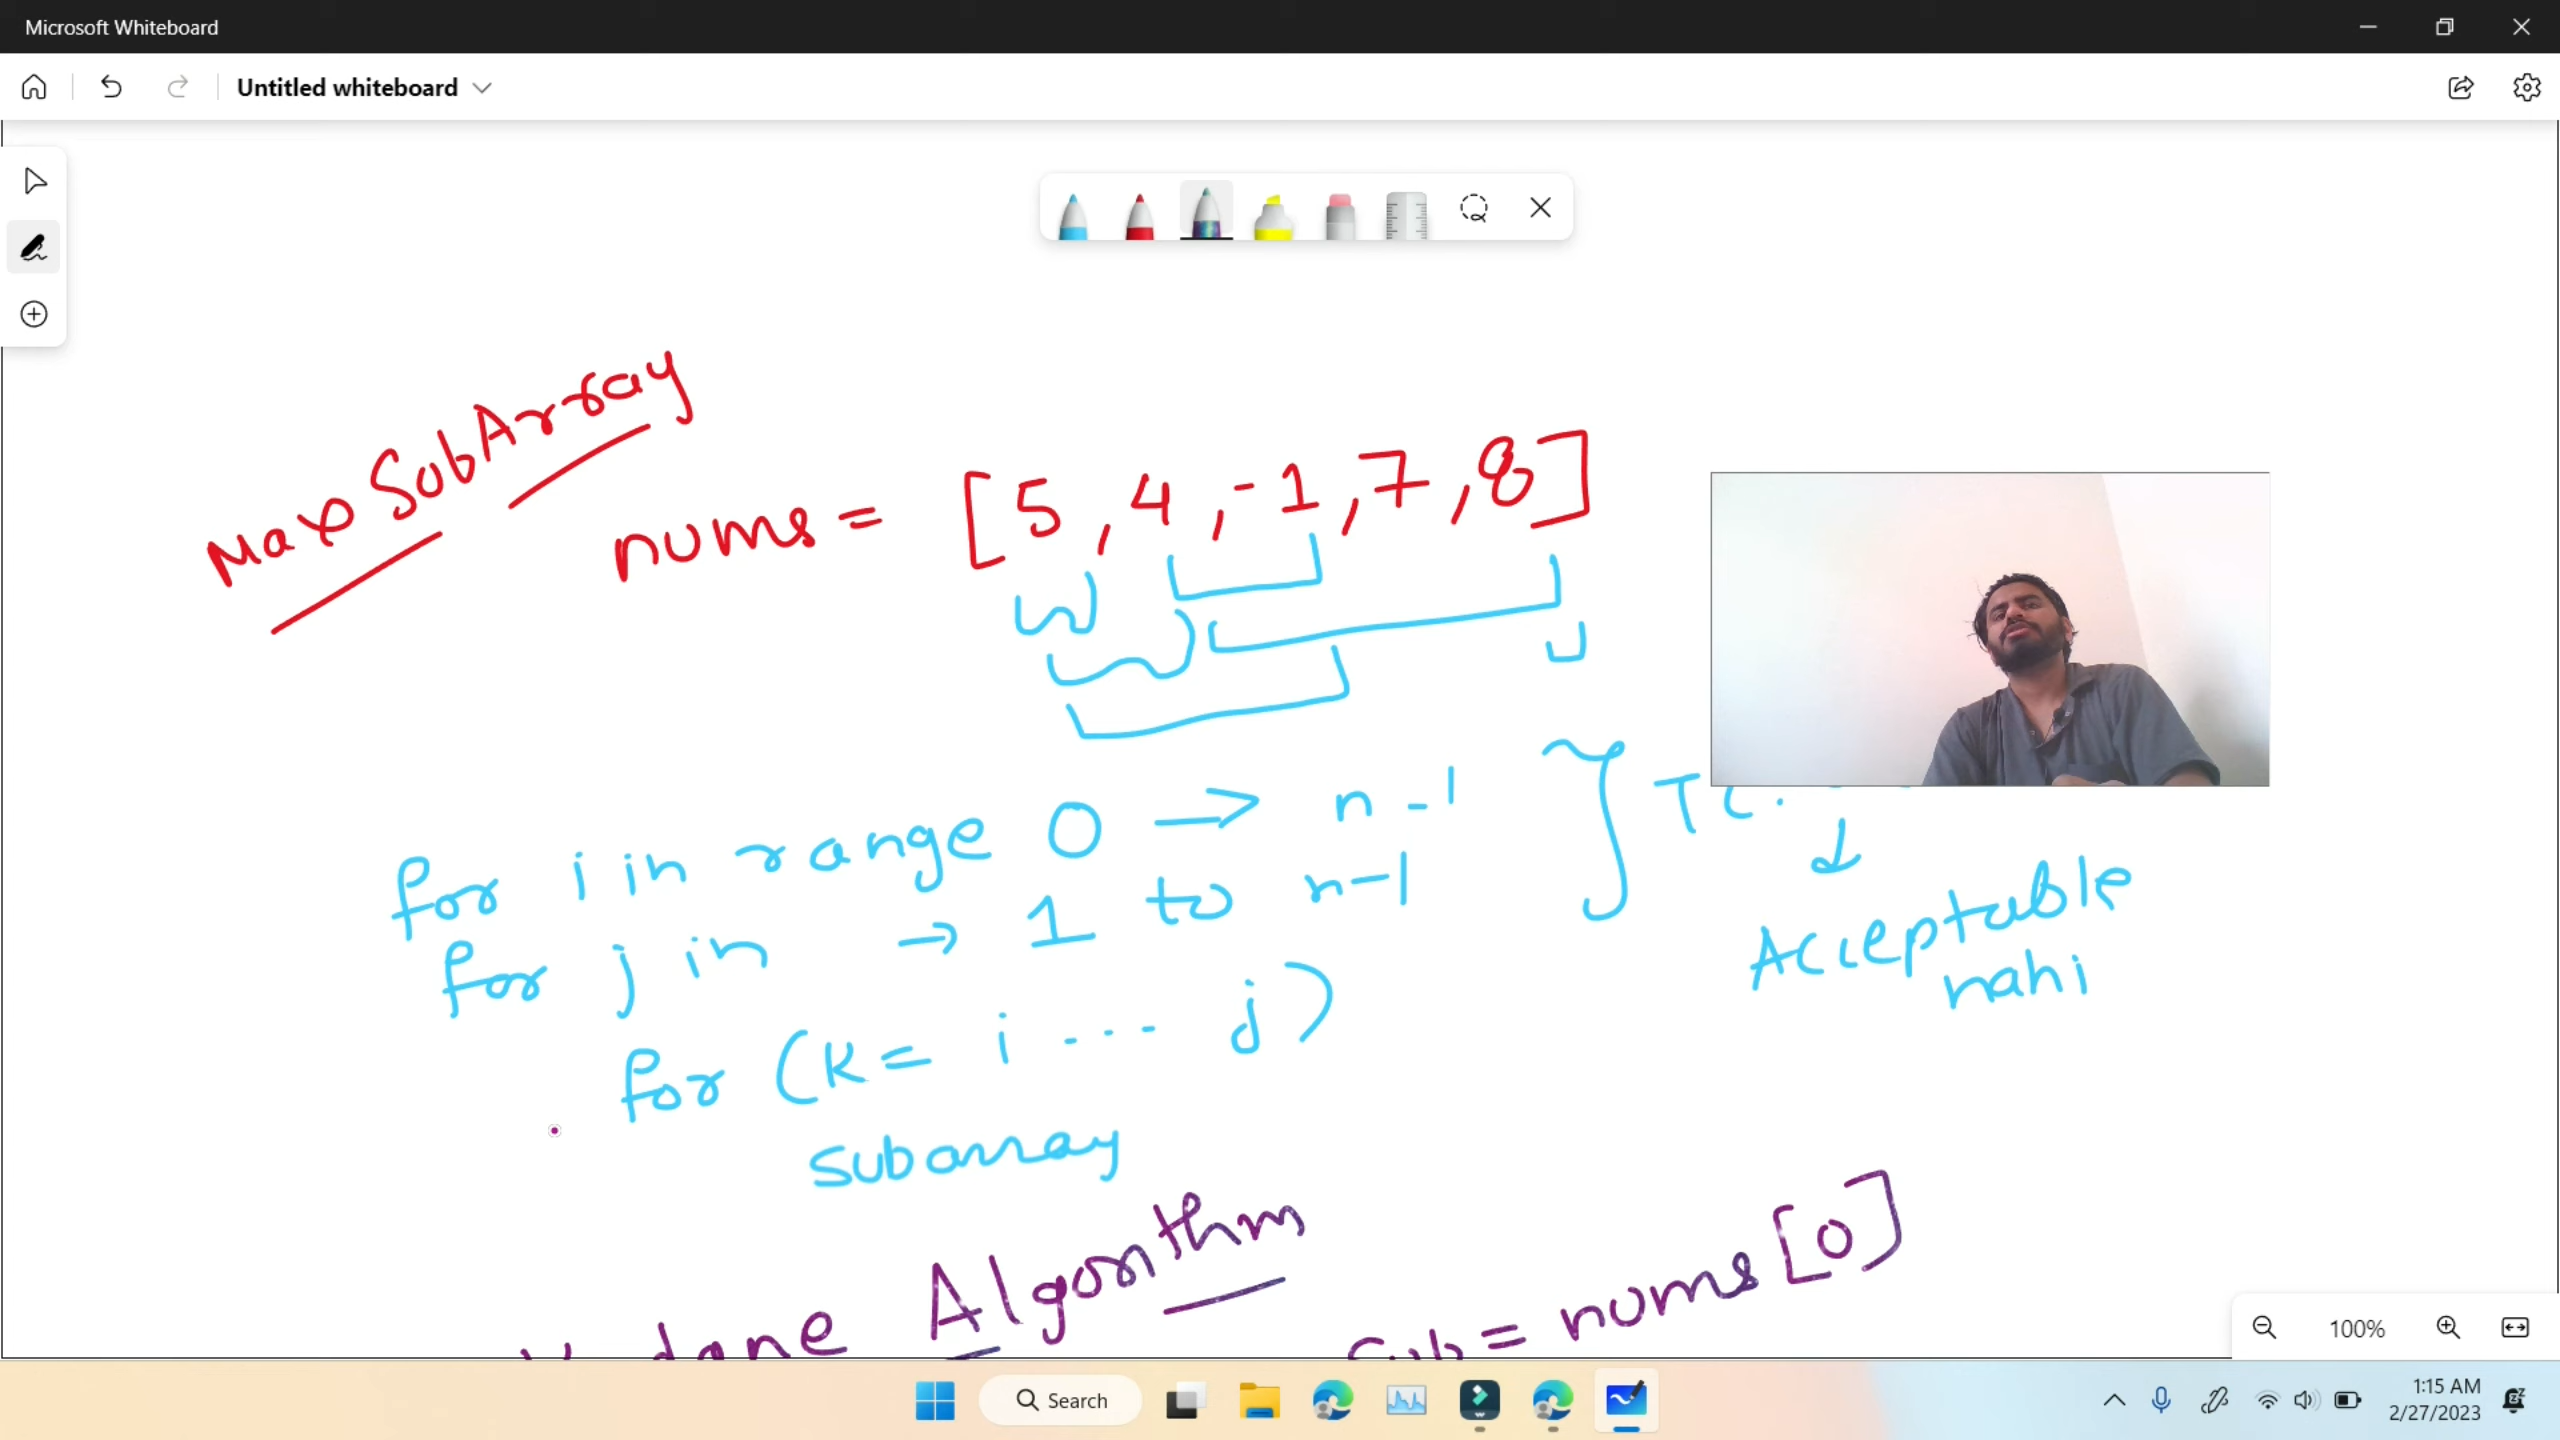 Microsoft Whiteboard
Untitled whiteboard
Max SubArray
nums = [5, 4, -1, 7, 8]
for i in range 0 → n-1
TC.
for j in → 1 to n-1
Acceptable
nahi
for (k = i ... j)
subarray
Algorithm
= nums[0]
100%
Search
1:15 AM
2/27/2023